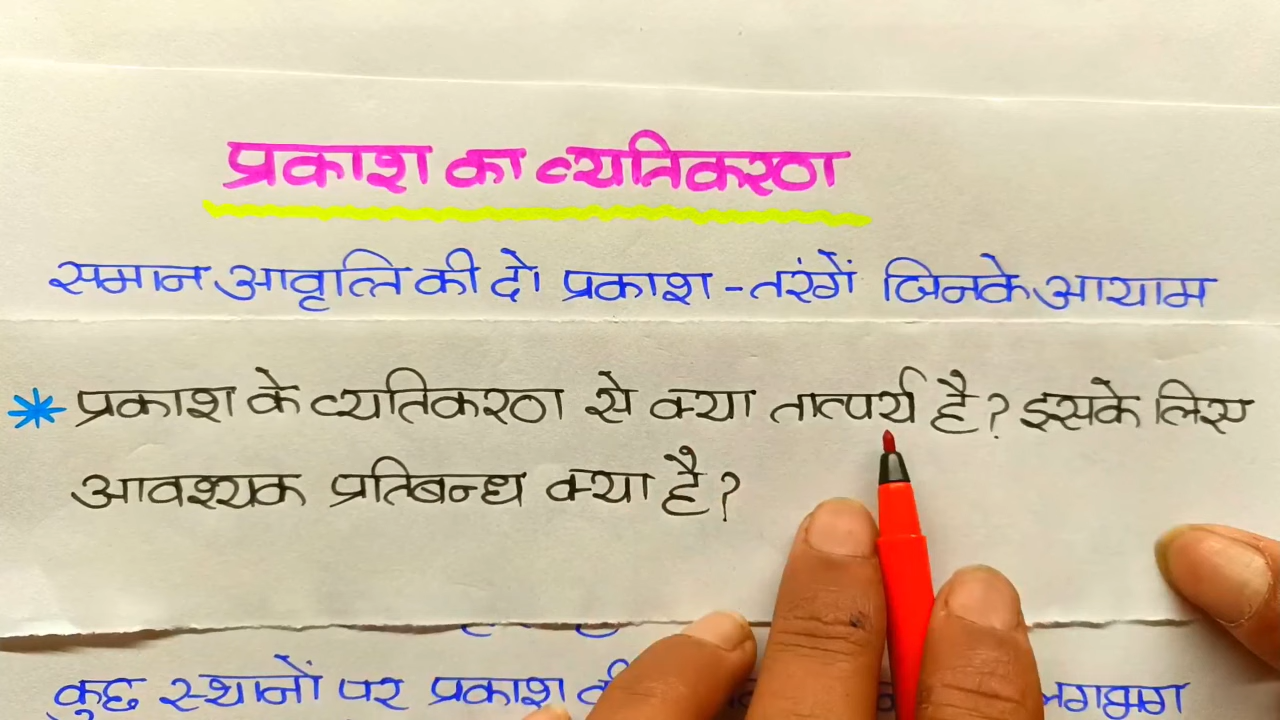 प्रकाश का व्यतिकरण
समान आवृत्ति की दो प्रकाश-तरंगें जिनके आयाम
* प्रकाश के व्यतिकरण से क्या तात्पर्य है? इसके लिए
आवश्यक प्रतिबन्ध क्या है?
कुछ स्थानों पर प्रकाश की लगभग